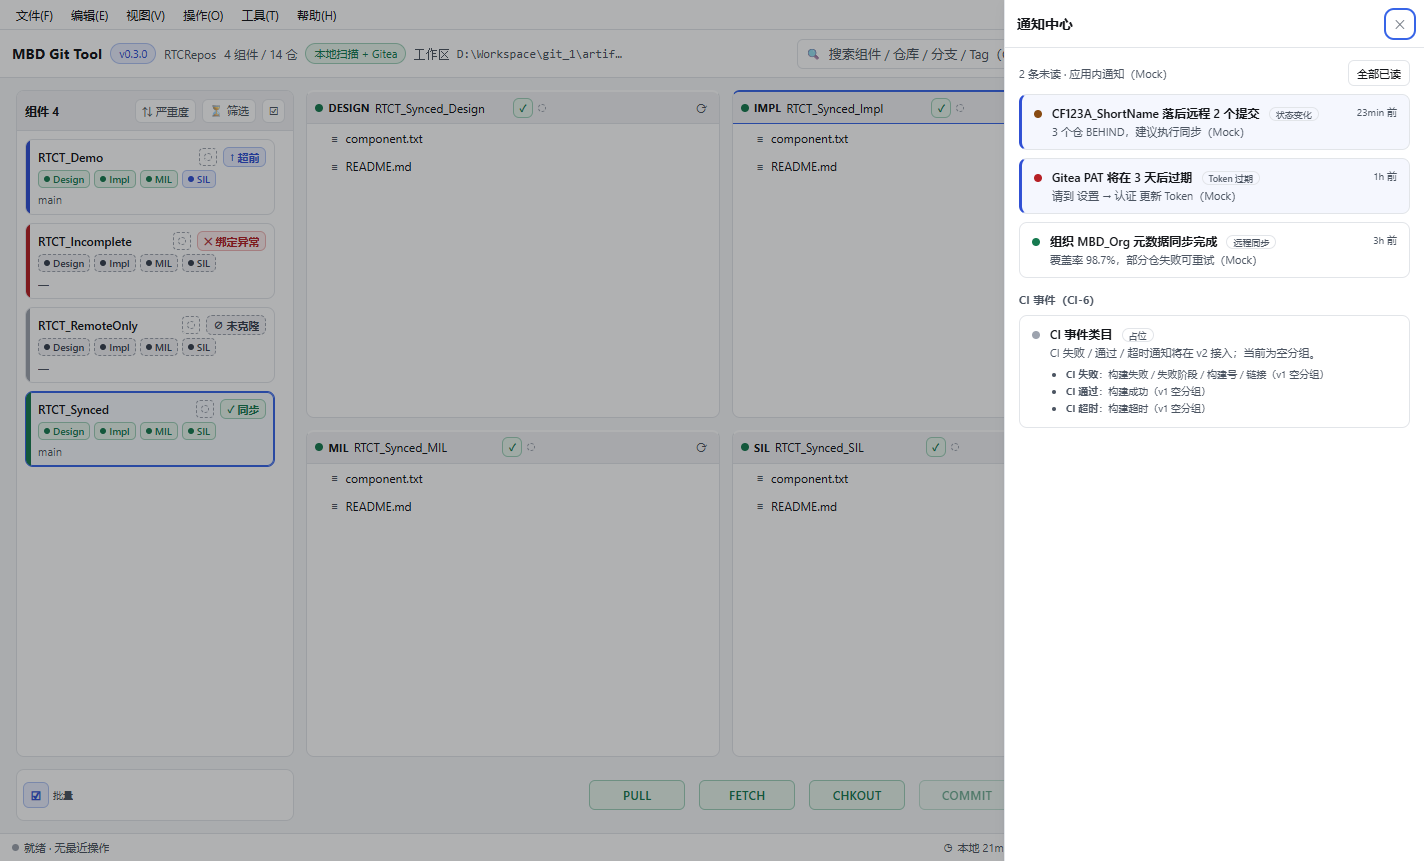 文件(F) 编辑(E) 视图(V) 操作(O) 工具(T) 帮助(H)
MBD Git Tool v0.3.0 RTCRepos 4 组件 / 14 仓 本地扫描 + Gitea 工作区 D:\Workspace\git_1\artif… 搜索组件 / 仓库 / 分支 / Tag
组件 4 严重度 筛选
RTCT_Demo ↑ 超前
Design Impl MIL SIL
main
RTCT_Incomplete ✕ 绑定异常
Design Impl MIL SIL
—
RTCT_RemoteOnly ⊘ 未克隆
Design Impl MIL SIL
—
RTCT_Synced ✓ 同步
Design Impl MIL SIL
main
批量
DESIGN RTCT_Synced_Design
component.txt
README.md
IMPL RTCT_Synced_Impl
component.txt
README.md
MIL RTCT_Synced_MIL
component.txt
README.md
SIL RTCT_Synced_SIL
component.txt
README.md
PULL FETCH CHKOUT COMMIT
就绪 · 无最近操作 本地 21m
通知中心
2 条未读 · 应用内通知（Mock） 全部已读
CF123A_ShortName 落后远程 2 个提交 状态变化 23min 前
3 个仓 BEHIND，建议执行同步（Mock）
Gitea PAT 将在 3 天后过期 Token 过期 1h 前
请到 设置 → 认证 更新 Token（Mock）
组织 MBD_Org 元数据同步完成 远程同步 3h 前
覆盖率 98.7%，部分仓失败可重试（Mock）
CI 事件（CI-6）
CI 事件类目 占位
CI 失败 / 通过 / 超时通知将在 v2 接入；当前为空分组。
CI 失败：构建失败 / 失败阶段 / 构建号 / 链接（v1 空分组）
CI 通过：构建成功（v1 空分组）
CI 超时：构建超时（v1 空分组）